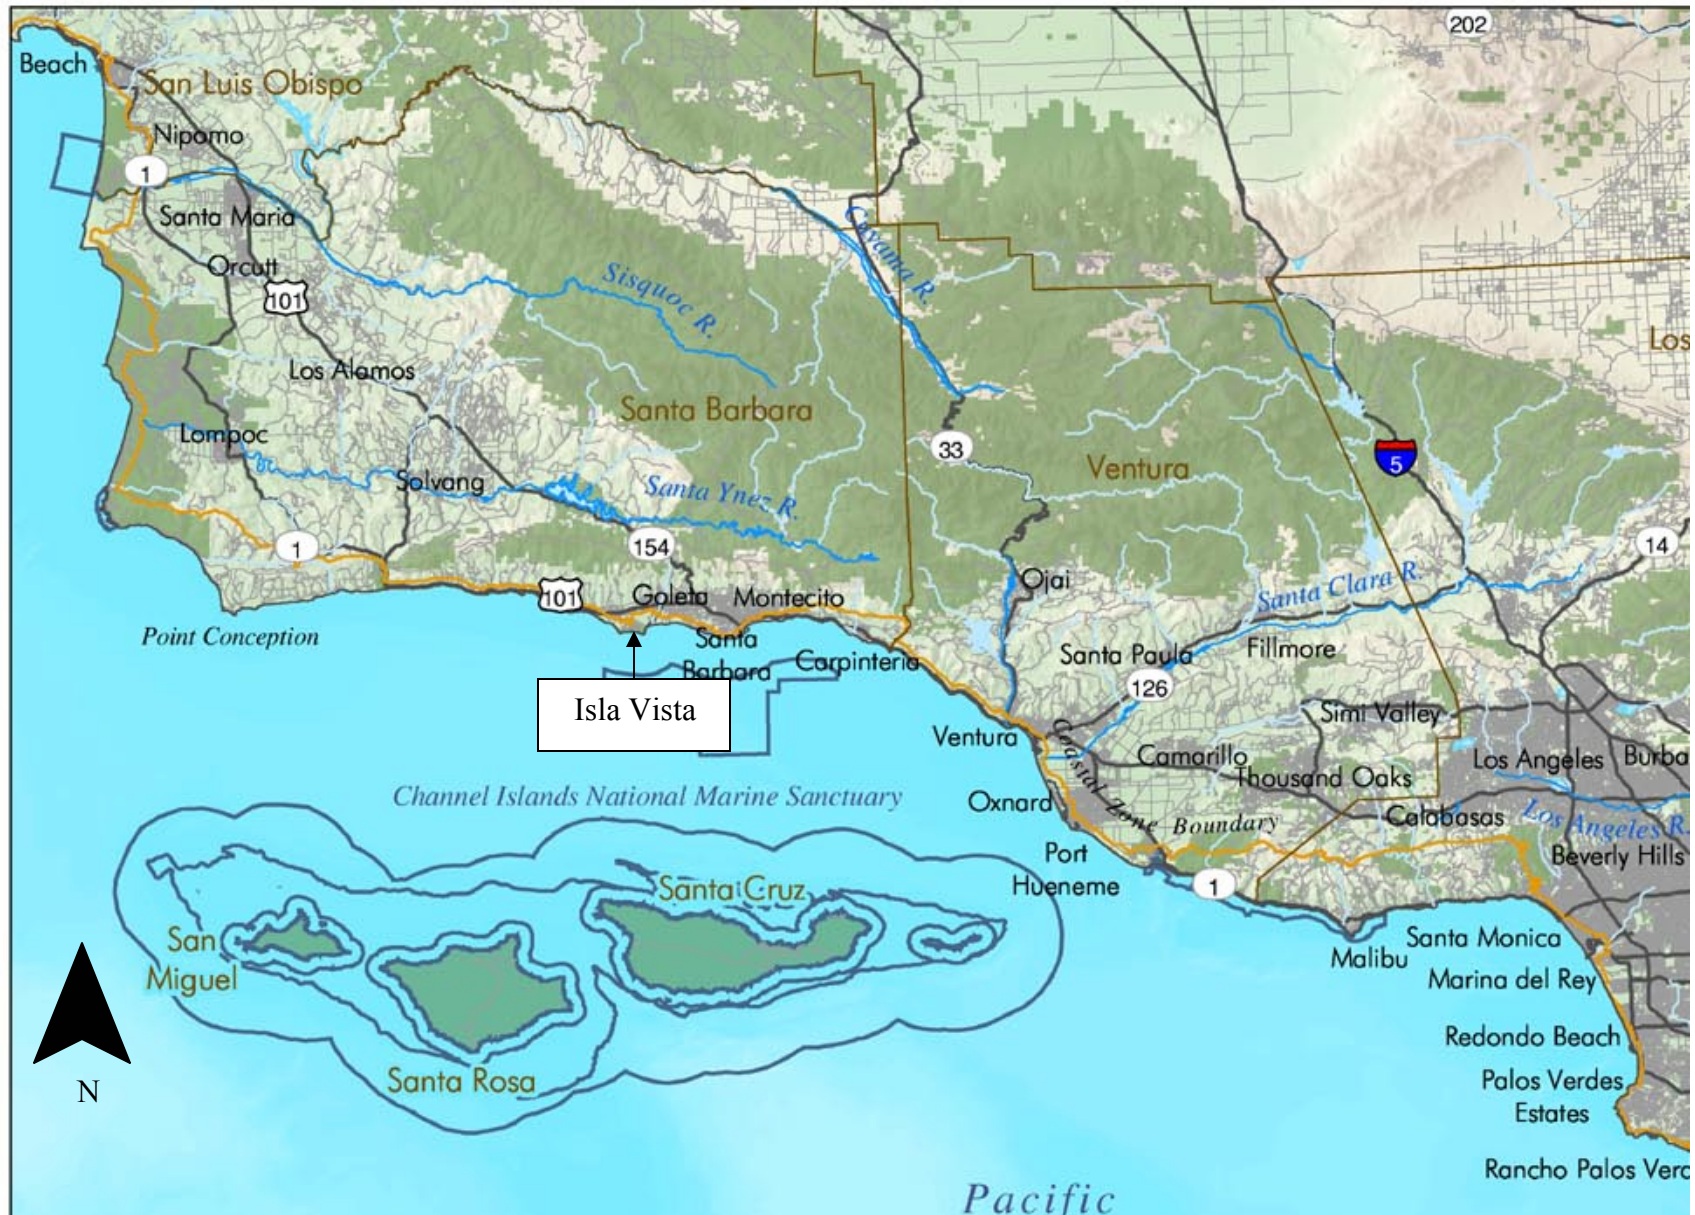 202
Beach
San Luis Obispo
Nipomo
1
Santa Maria
Cuyama R.
Orcutt
101
Sisquoc R.
Los
Los Alamos
Santa Barbara
Lompoc
33
Ventura
5
Solvang
Santa Ynez R.
1
154
14
101
Goleta
Montecito
Ojai
Santa Clara R.
Point Conception
Santa
Barbara
Carpinteria
Santa Paula
Fillmore
126
Isla Vista
Simi Valley
Ventura
Camarillo
Los Angeles
Burba
Thousand Oaks
Channel Islands National Marine Sanctuary
Oxnard
Coastal Zone Boundary
Calabasas
Los Angeles R.
Port
Hueneme
Beverly Hills
1
Santa Cruz
San
Miguel
Santa Monica
Malibu
Marina del Rey
Redondo Beach
Santa Rosa
N
Palos Verdes
Estates
Rancho Palos Verd
Pacific